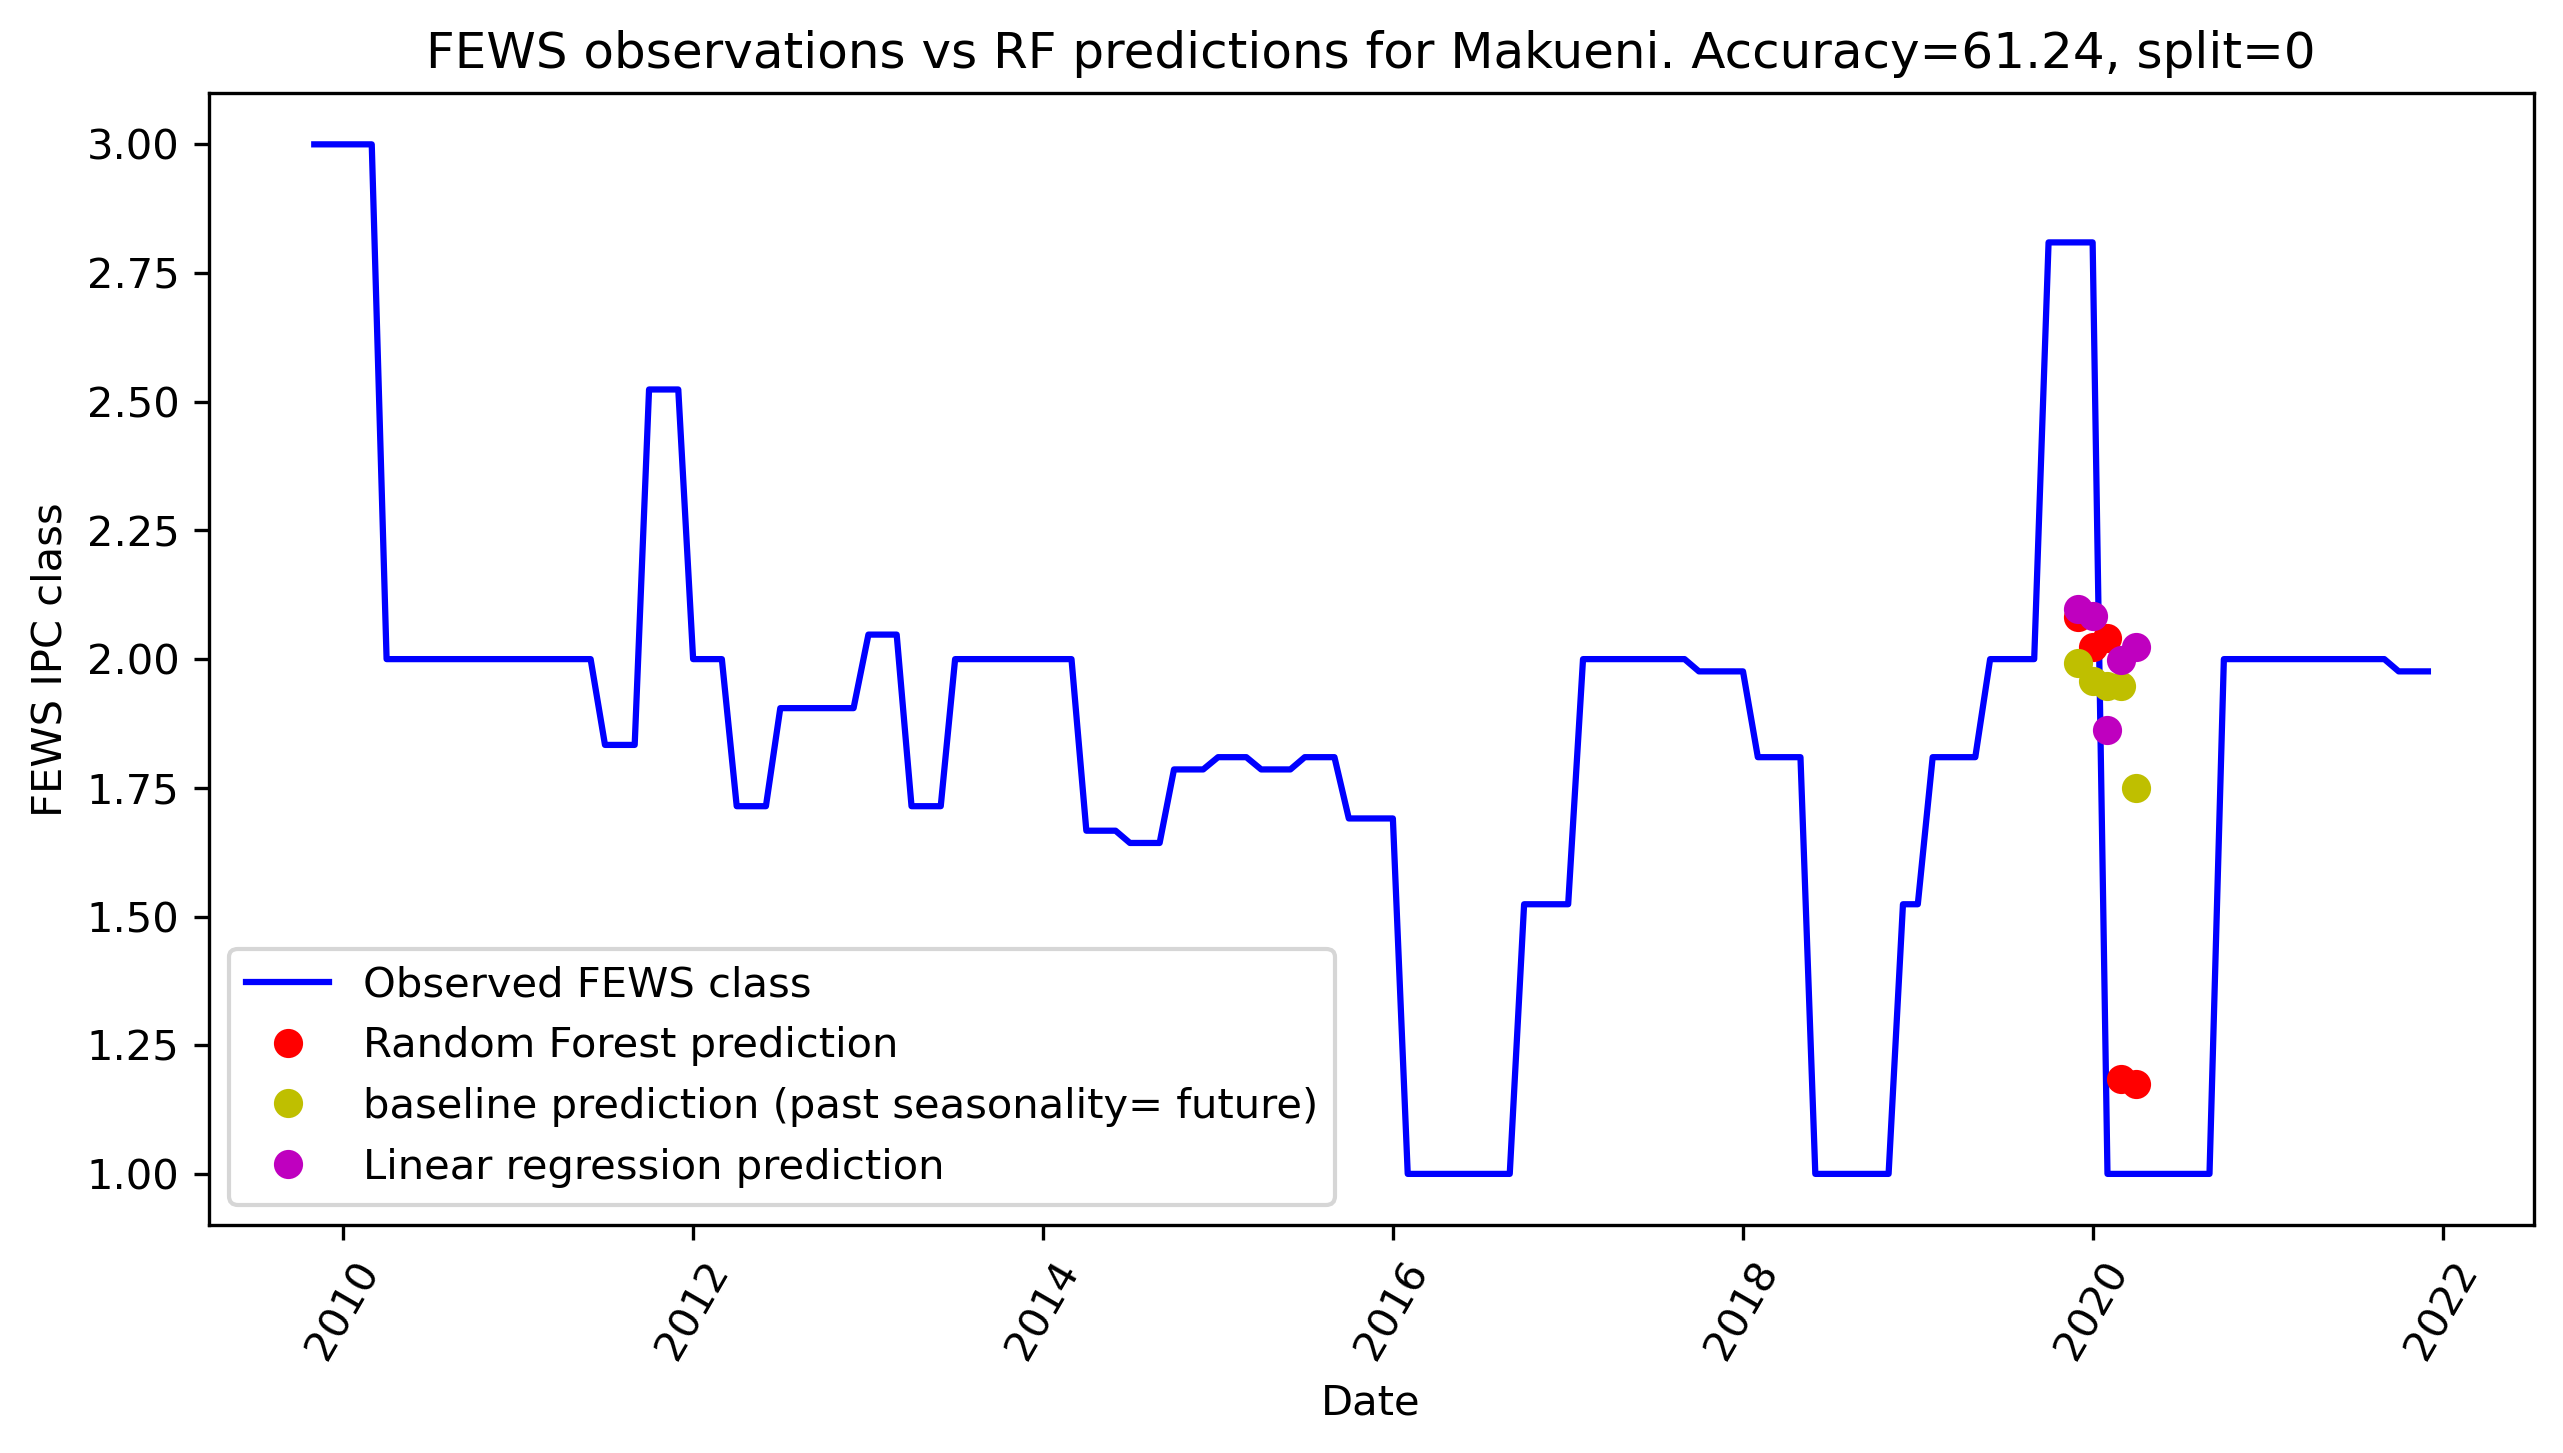 FEWS observations vs RF predictions for Makueni. Accuracy=61.24, split=0
FEWS IPC class
3.00
2.75
2.50
2.25
2.00
1.75
1.50
1.25
1.00
Observed FEWS class
Random Forest prediction
baseline prediction (past seasonality= future)
Linear regression prediction
2010
2012
2014
2016
2018
2020
2022
Date